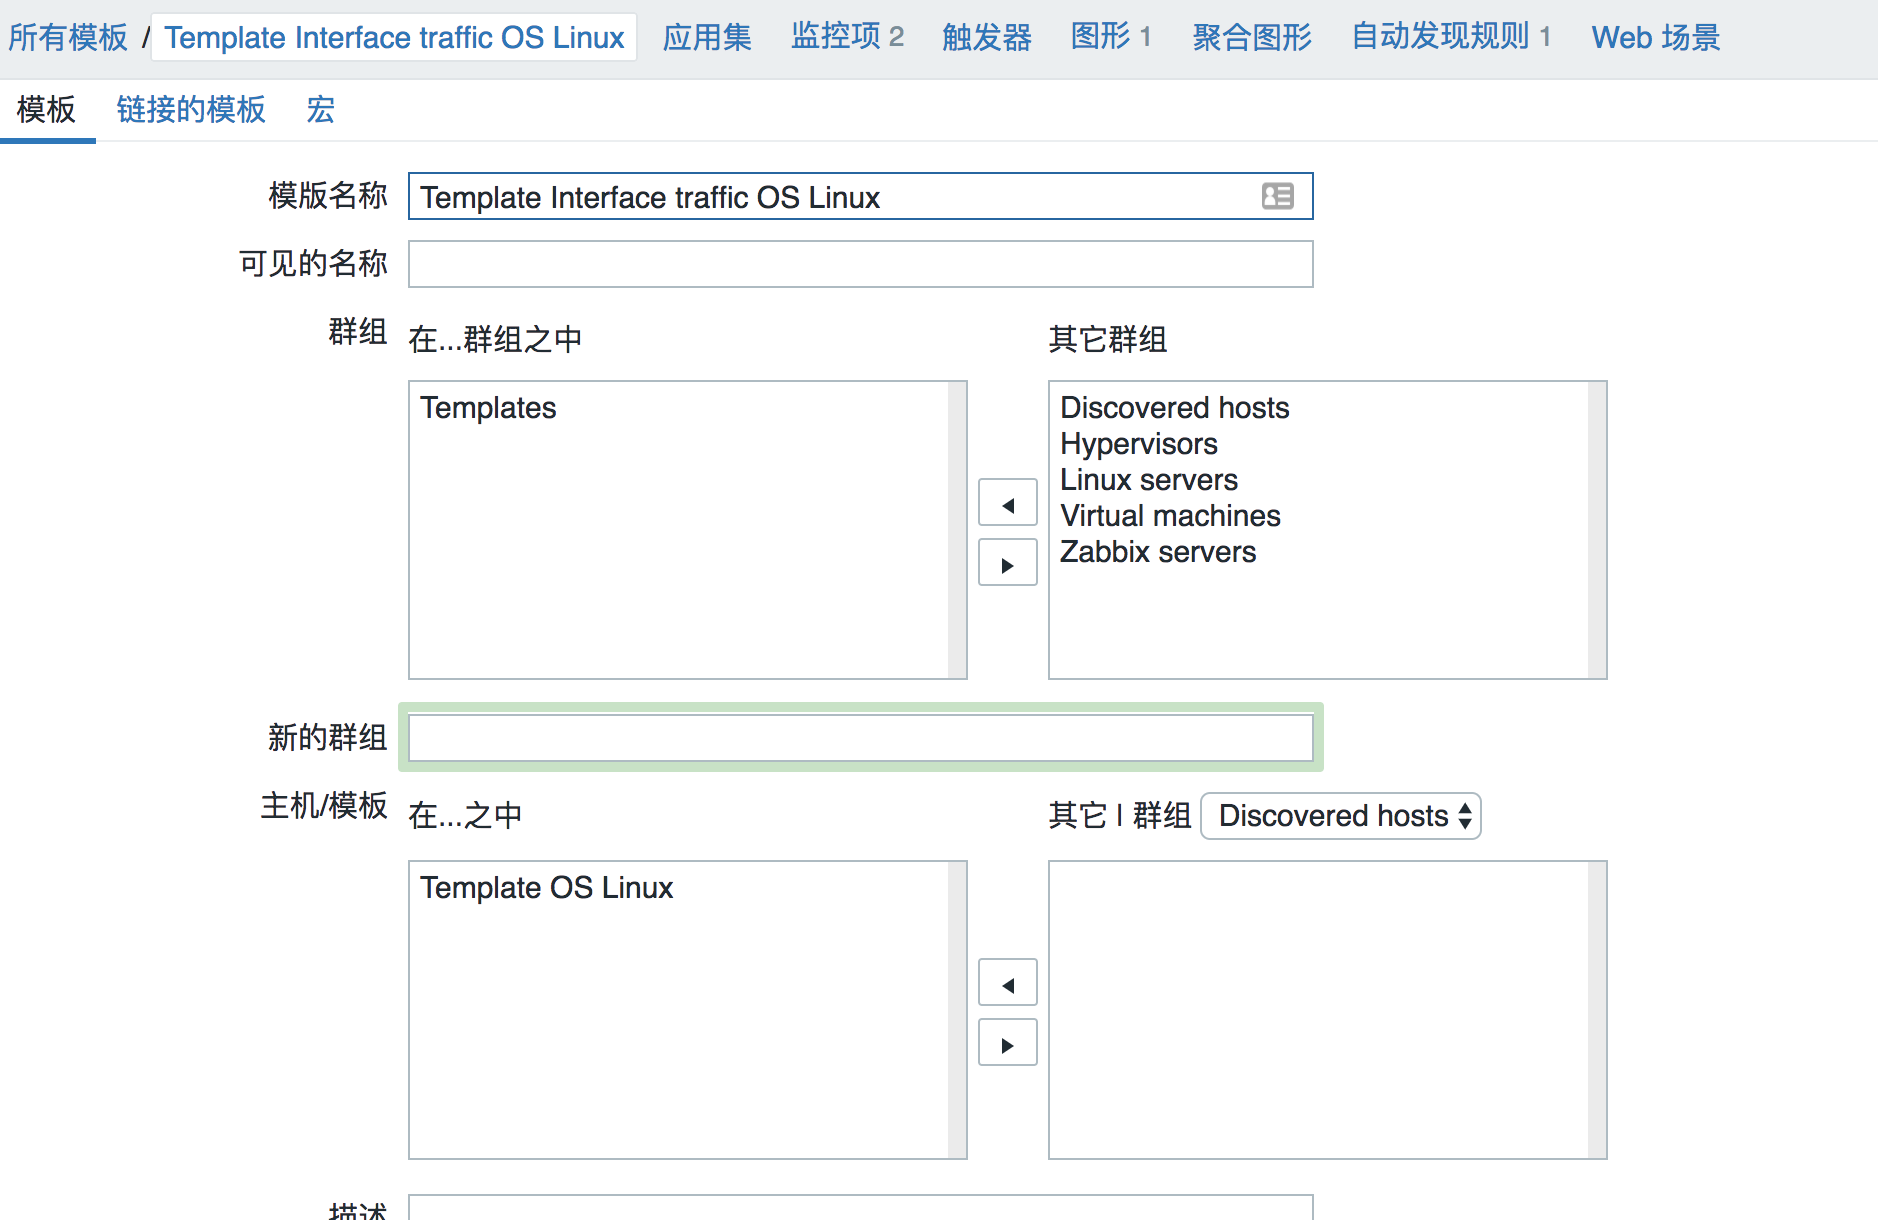 所有模板 / Template Interface traffic OS Linux 应用集 监控项 2 触发器 图形 1 聚合图形 自动发现规则 1 Web 场景
模板 链接的模板 宏
模版名称 Template Interface traffic OS Linux
可见的名称
群组 在...群组之中 其它群组
Templates
Discovered hosts
Hypervisors
Linux servers
Virtual machines
Zabbix servers
新的群组
主机/模板 在...之中 其它 | 群组 Discovered hosts
Template OS Linux
描述